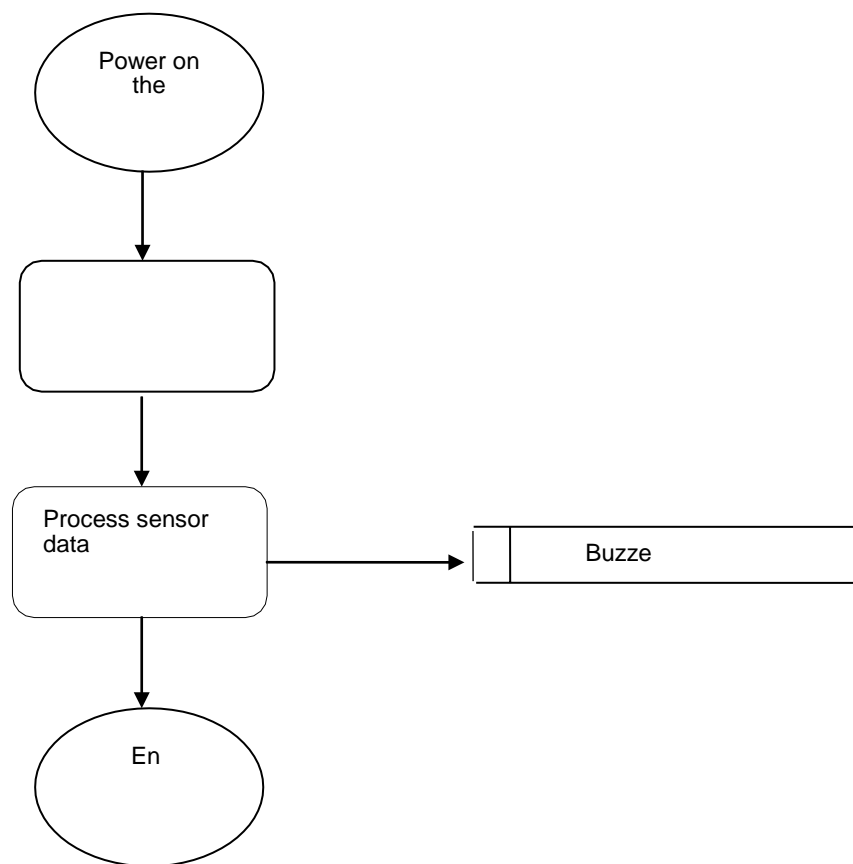 Power on
the
Process sensor
data
Buzze
En